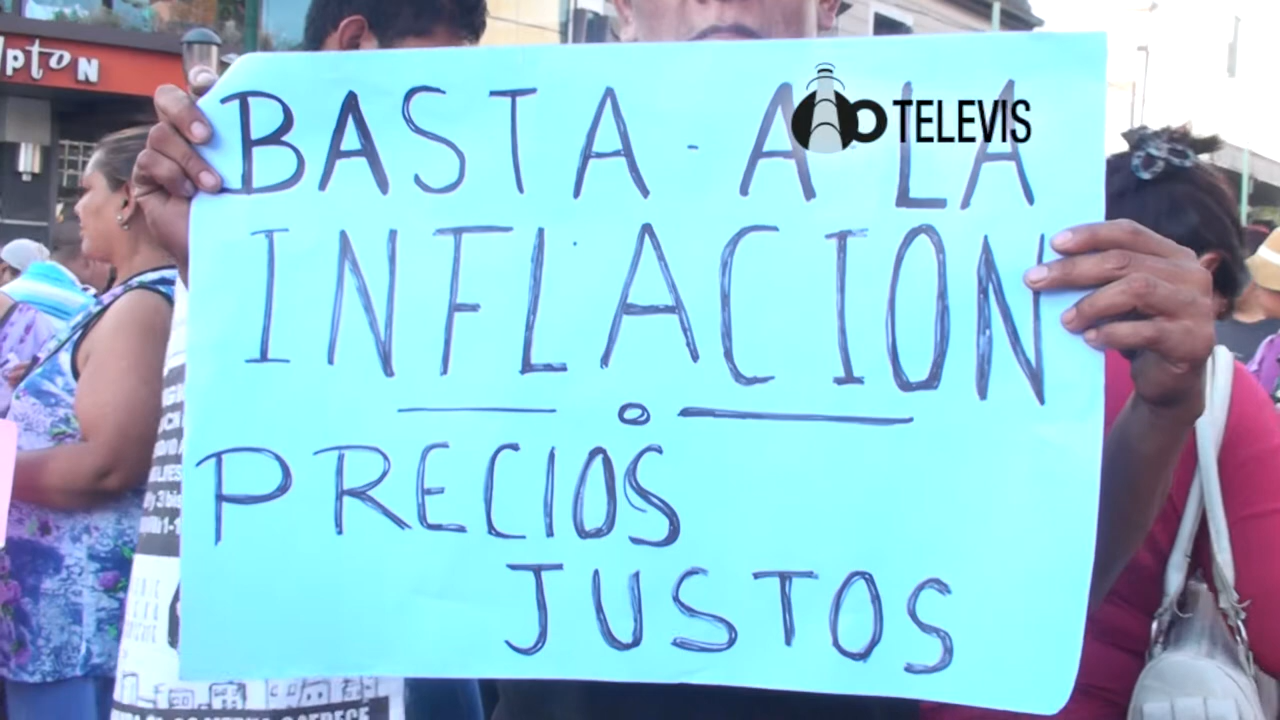 BASTA - A - LA
INFLACION
PRECIOS
JUSTOS
TELEVIS